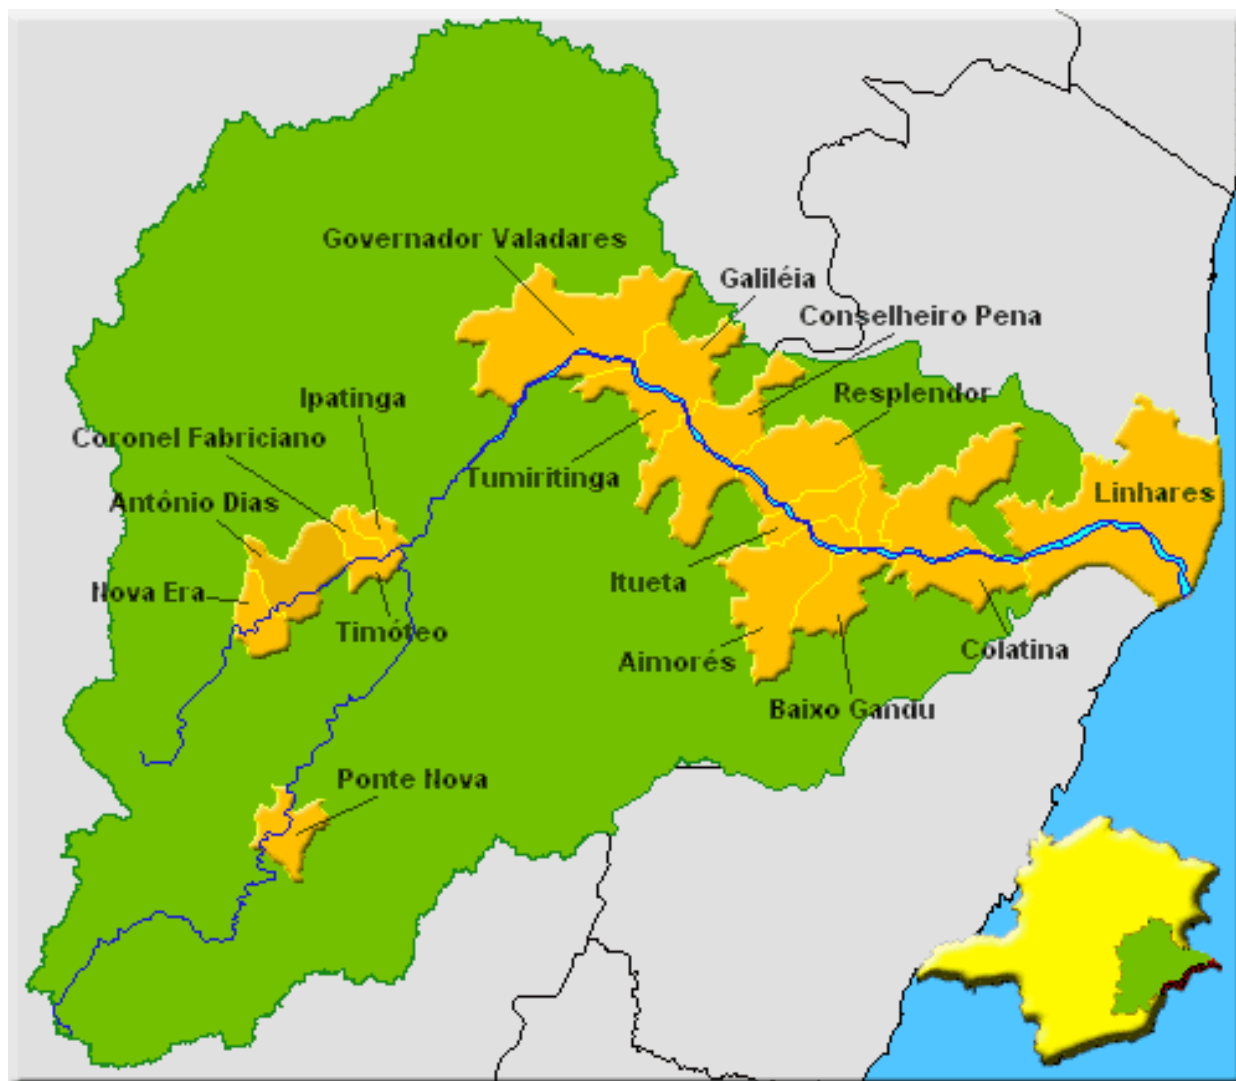 Governador Valadares
Galiléia
Conselheiro Pena
Resplendor
Ipatinga
Coronel Fabriciano
Tumiritinga
António Dias
Linhares
Itueta
Nova Era
Timóteo
Aimorés
Colatina
Baixo Gandu
Ponte Nova